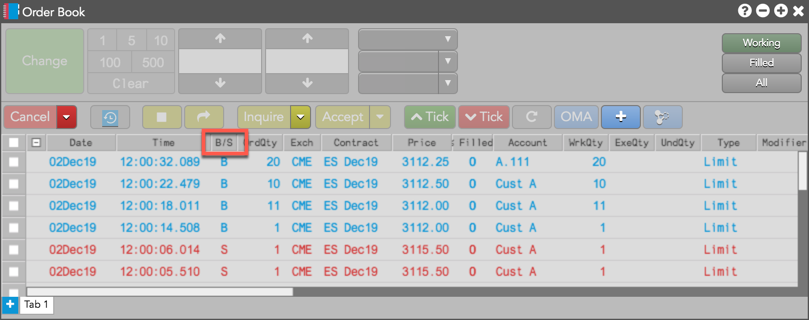 Order Book
Change
1 5 10
100 500
Clear
Working
Filled
All
Cancel Inquire Accept Tick Tick OMA
Date Time B/S OrdQty Exch Contract Price Filled Account WrkQty ExeQty UndQty Type Modifier
02Dec19 12:00:32.089 B 20 CME ES Dec19 3112.25 0 A.111 20 Limit
02Dec19 12:00:22.479 B 10 CME ES Dec19 3112.00 0 Cust A 10 Limit
02Dec19 12:00:18.011 B 11 CME ES Dec19 3112.00 0 Cust A 11 Limit
02Dec19 12:00:14.508 B 1 CME ES Dec19 3112.00 0 Cust A 1 Limit
02Dec19 12:00:06.014 S 1 CME ES Dec19 3115.50 0 Cust A 1 Limit
02Dec19 12:00:05.510 S 1 CME ES Dec19 3115.50 0 Cust A 1 Limit
Tab 1